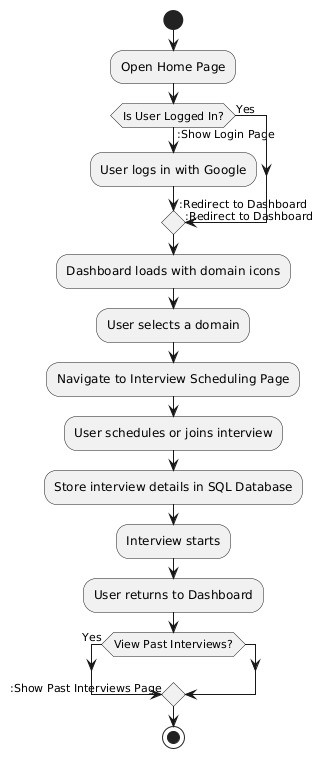 Open Home Page
Is User Logged In?
Yes
:Show Login Page
User logs in with Google
:Redirect to Dashboard
:Redirect to Dashboard
Dashboard loads with domain icons
User selects a domain
Navigate to Interview Scheduling Page
User schedules or joins interview
Store interview details in SQL Database
Interview starts
User returns to Dashboard
Yes
View Past Interviews?
:Show Past Interviews Page